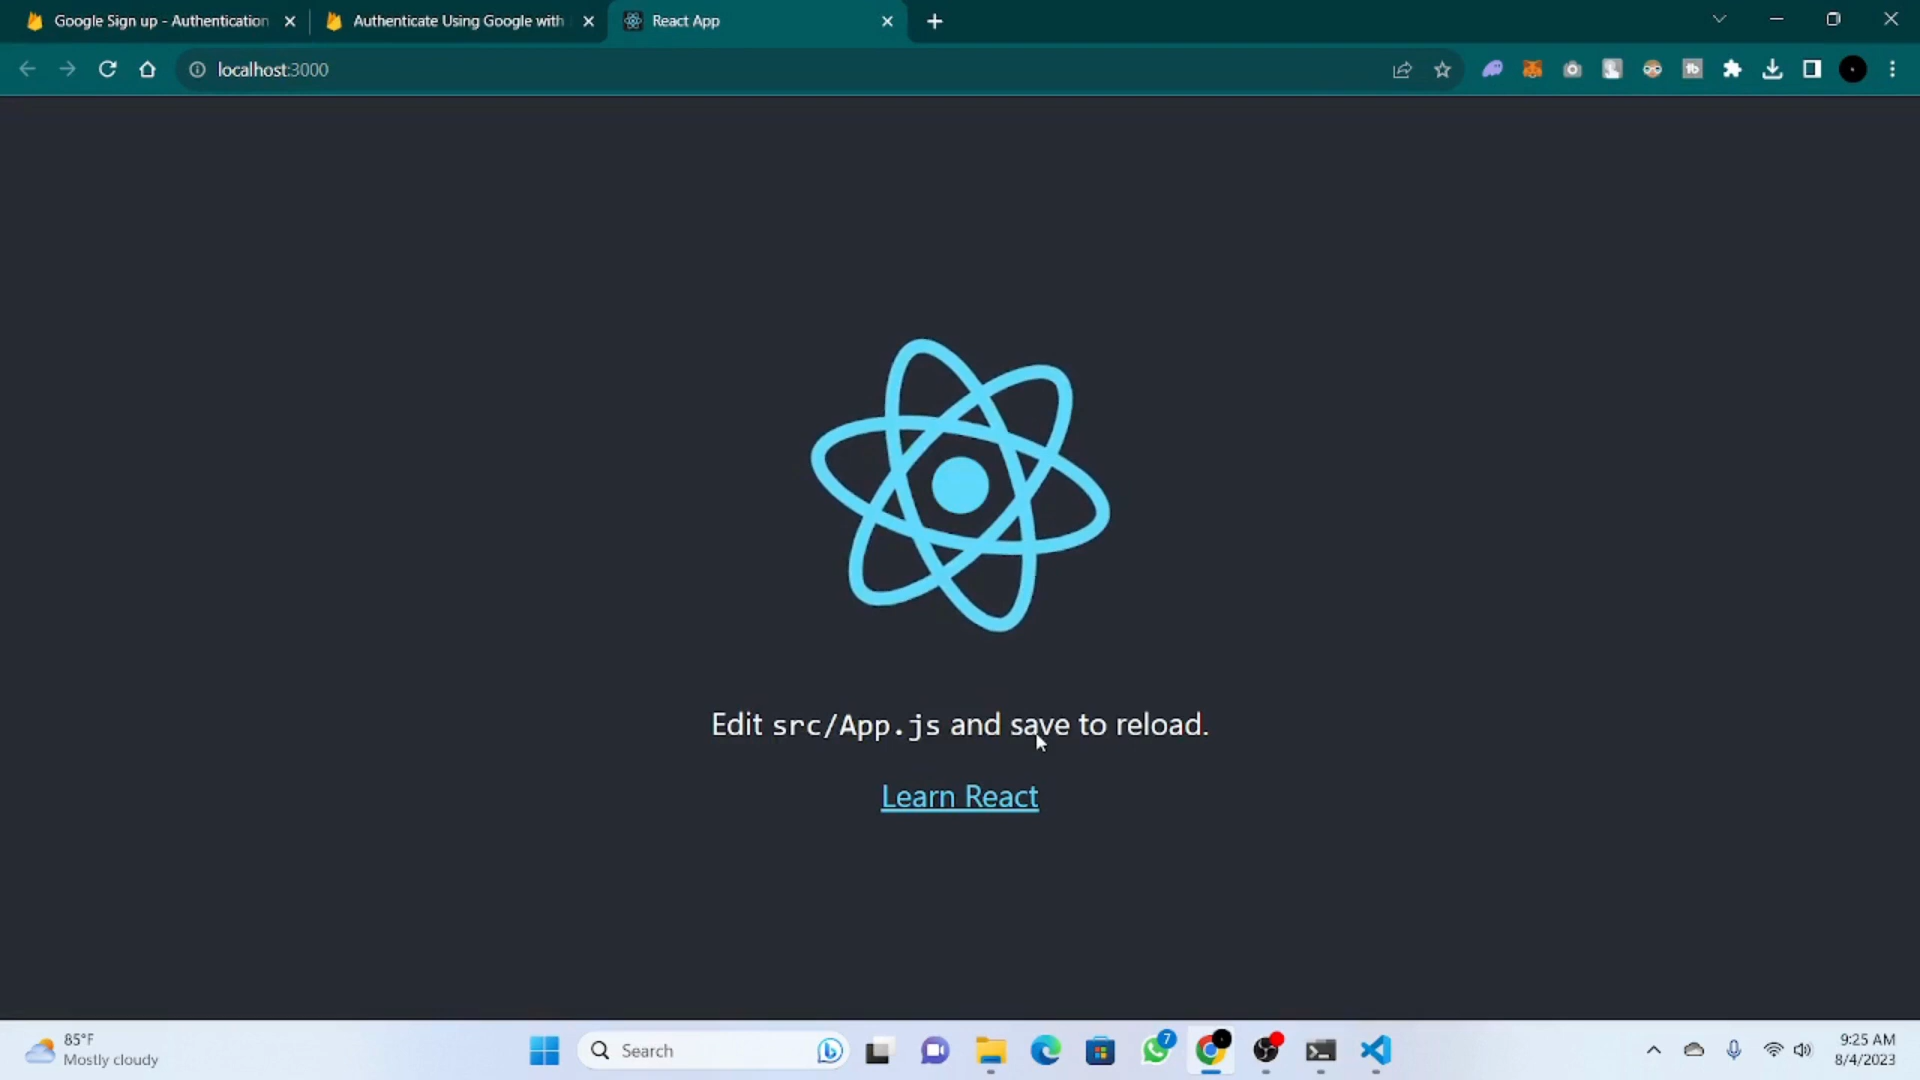 Google Sign up - Authentication
Authenticate Using Google with
React App
localhost:3000
Edit src/App.js and save to reload.
Learn React
85°F
Mostly cloudy
Search
7
9:25 AM
8/4/2023